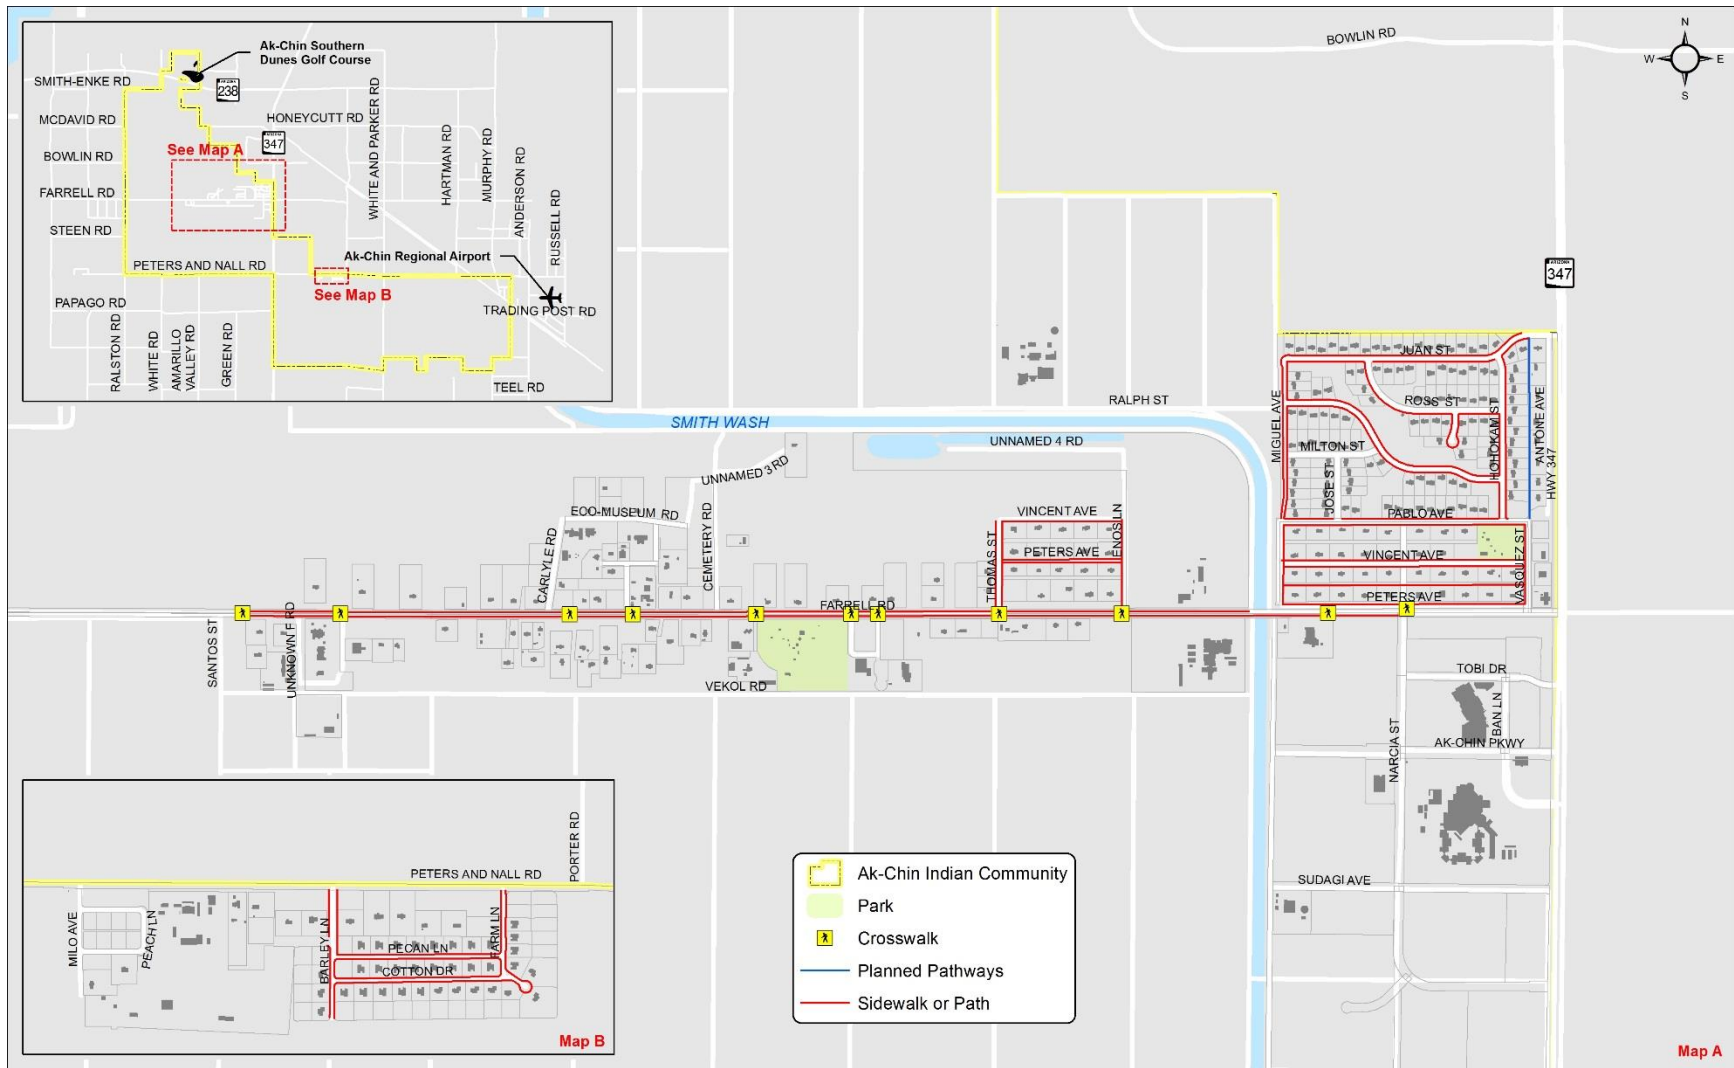 Ak-Chin Southern
Dunes Golf Course
SMITH-ENKE RD
ARIZONA
238
MCDAVID RD
HONEYCUTT RD
ARIZONA
347
See Map A
BOWLIN RD
FARRELL RD
STEEN RD
WHITE AND PARKER RD
HARTMAN RD
MURPHY RD
ANDERSON RD
RUSSELL RD
Ak-Chin Regional Airport
PETERS AND NALL RD
See Map B
PAPAGO RD
TRADING POST RD
RALSTON RD
WHITE RD
AMARILLO
VALLEY RD
GREEN RD
TEEL RD
BOWLIN RD
N
W
E
S
ARIZONA
347
JUAN ST
RALPH ST
ROSS ST
MIGUEL AVE
HOHOKAM ST
ANTONE AVE
HWY 347
SMITH WASH
UNNAMED 4 RD
MILTON ST
JOSE ST
UNNAMED 3 RD
ECO-MUSEUM RD
CEMETERY RD
CARLYLE RD
VINCENT AVE
PETERS AVE
THOMAS ST
ENOS LN
PABLO AVE
VINCENT AVE
PETERS AVE
VASQUEZ ST
FARRELL RD
SANTOS ST
UNKNOWN F RD
VEKOL RD
TOBI DR
BAN LN
NARCIA ST
AK-CHIN PKWY
SUDAGI AVE
PORTER RD
PETERS AND NALL RD
MILO AVE
PEACH LN
BARLEY LN
FARM LN
PECAN LN
COTTON DR
Map B
Ak-Chin Indian Community
Park
Crosswalk
Planned Pathways
Sidewalk or Path
Map A